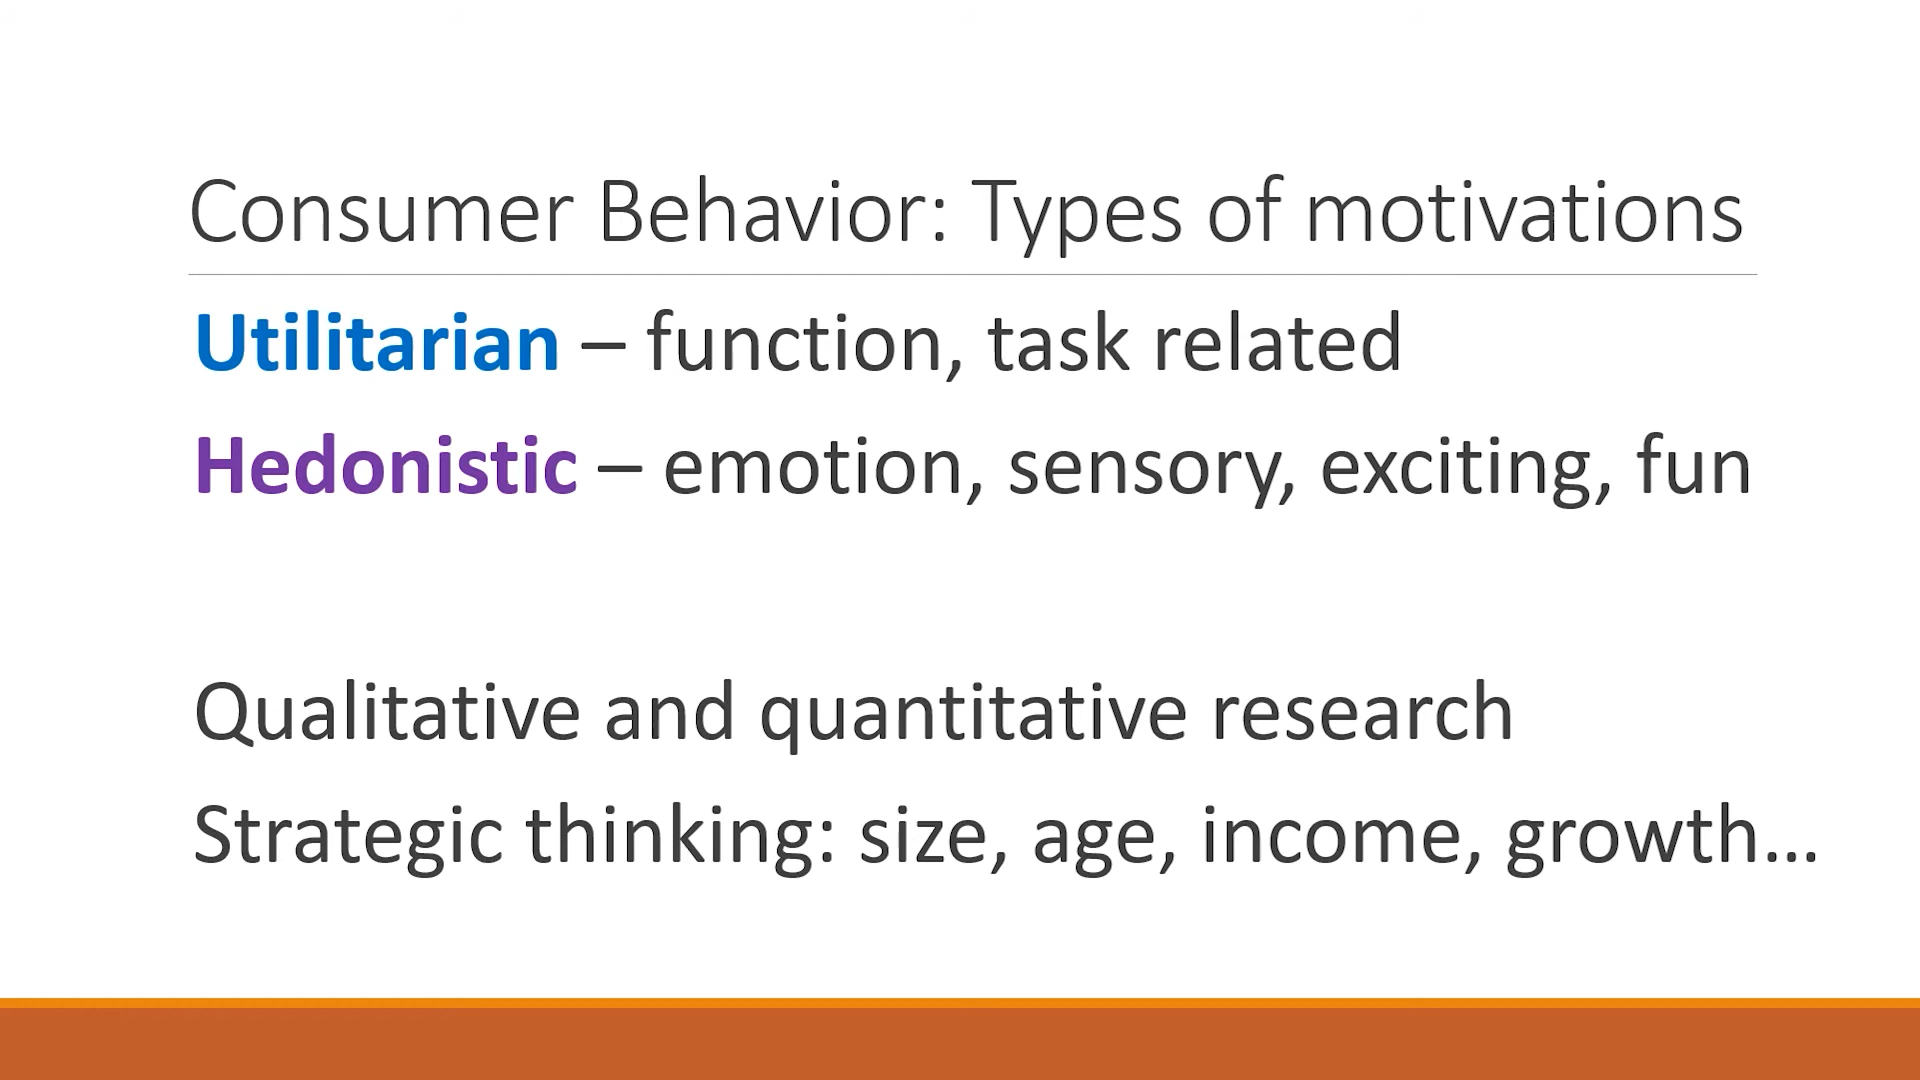 Consumer Behavior: Types of motivations
Utilitarian – function, task related
Hedonistic – emotion, sensory, exciting, fun
Qualitative and quantitative research
Strategic thinking: size, age, income, growth…